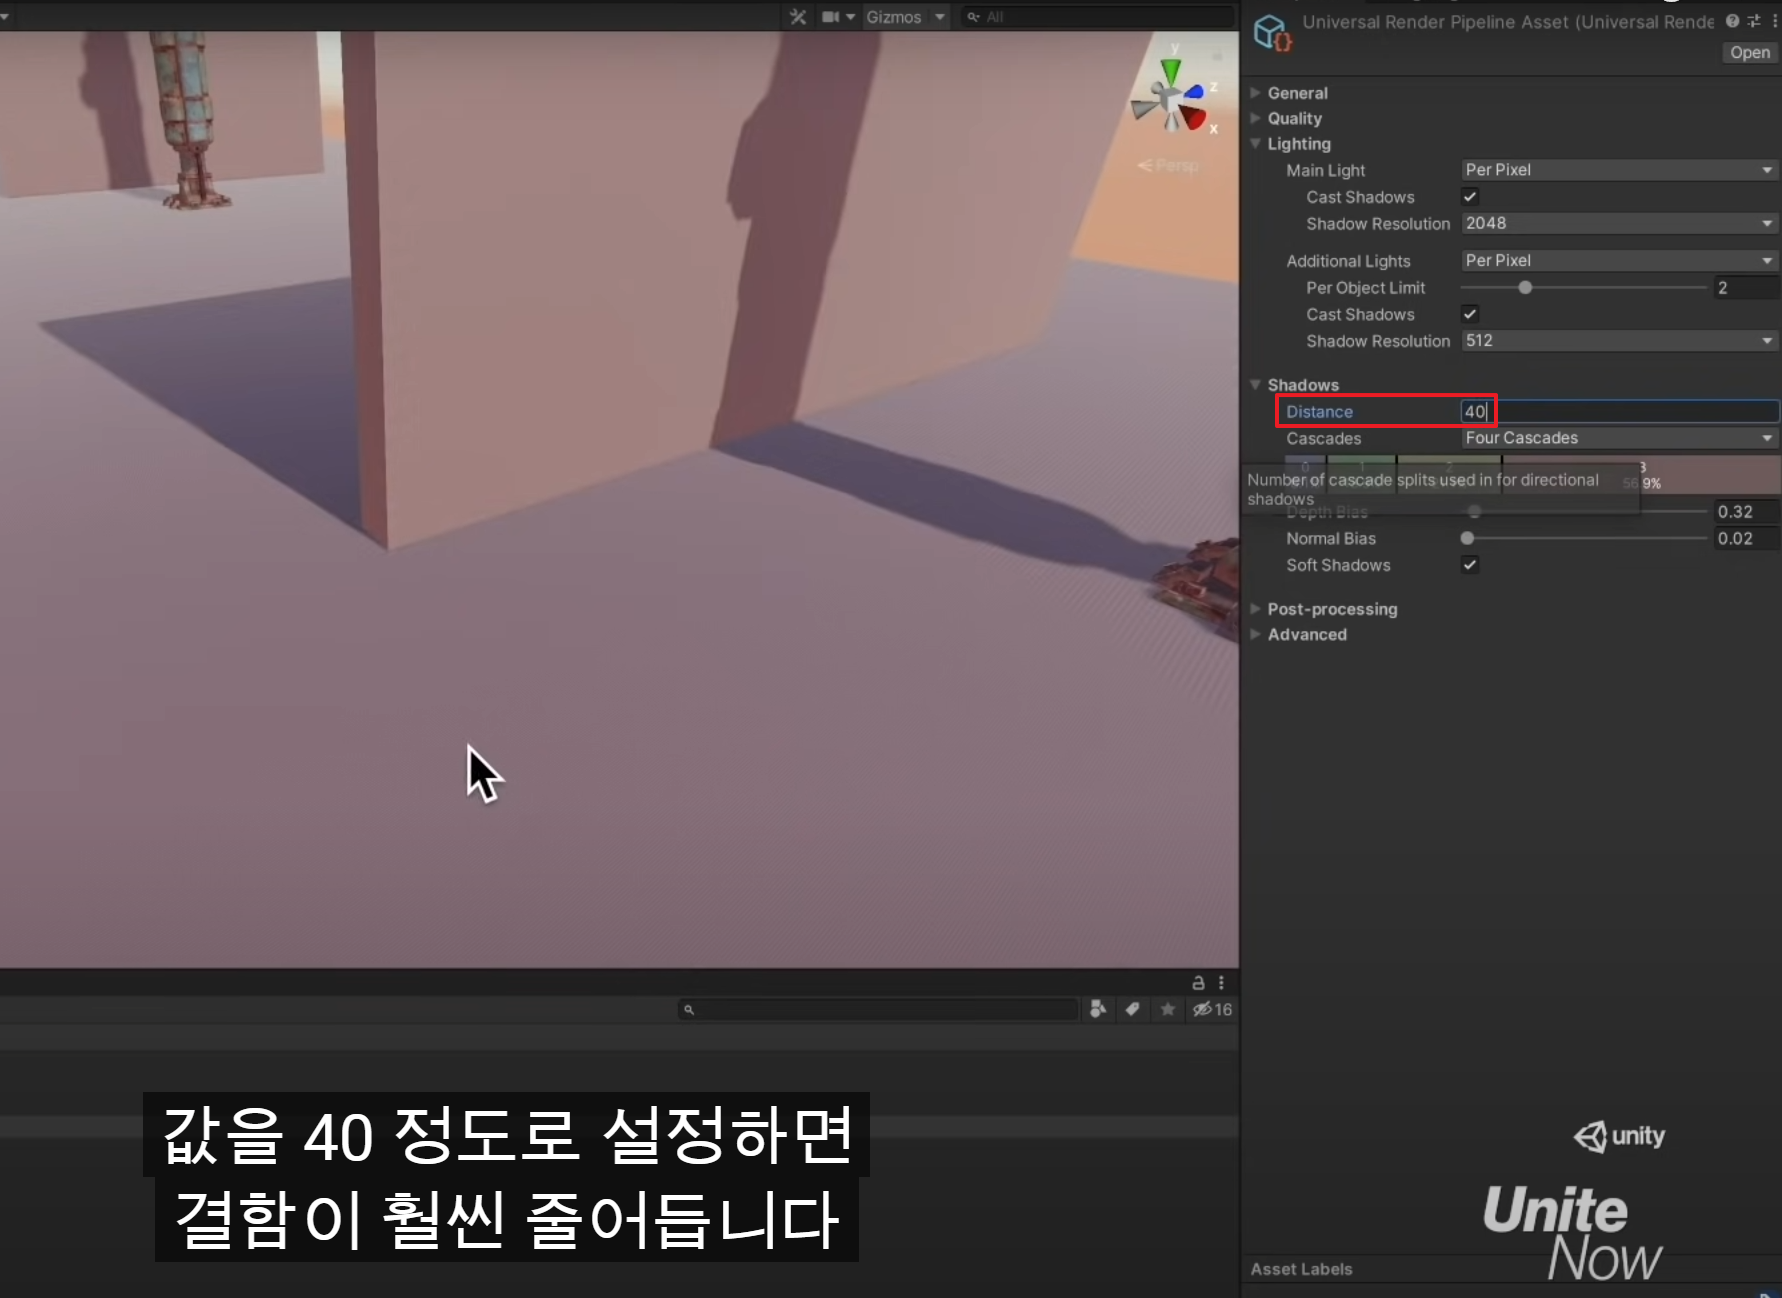 Gizmos
All
Universal Render Pipeline Asset (Universal Rende
Open
y
z
x
Persp
General
Quality
Lighting
Main Light Per Pixel
Cast Shadows
Shadow Resolution 2048
Additional Lights Per Pixel
Per Object Limit 2
Cast Shadows
Shadow Resolution 512
Shadows
Distance 40
Cascades Four Cascades
0 1 2 3
56.9%
Number of cascade splits used in for directional
shadows
Depth Bias 0.32
Normal Bias 0.02
Soft Shadows
Post-processing
Advanced
16
값을 40 정도로 설정하면
결함이 훨씬 줄어듭니다
unity
Unite
Now
Asset Labels